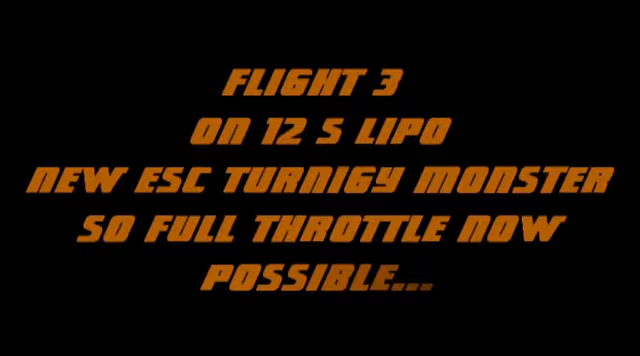 FLIGHT 3
ON 12 S LIPO
NEW ESC TURNIGY MONSTER
SO FULL THROTTLE NOW
POSSIBLE...